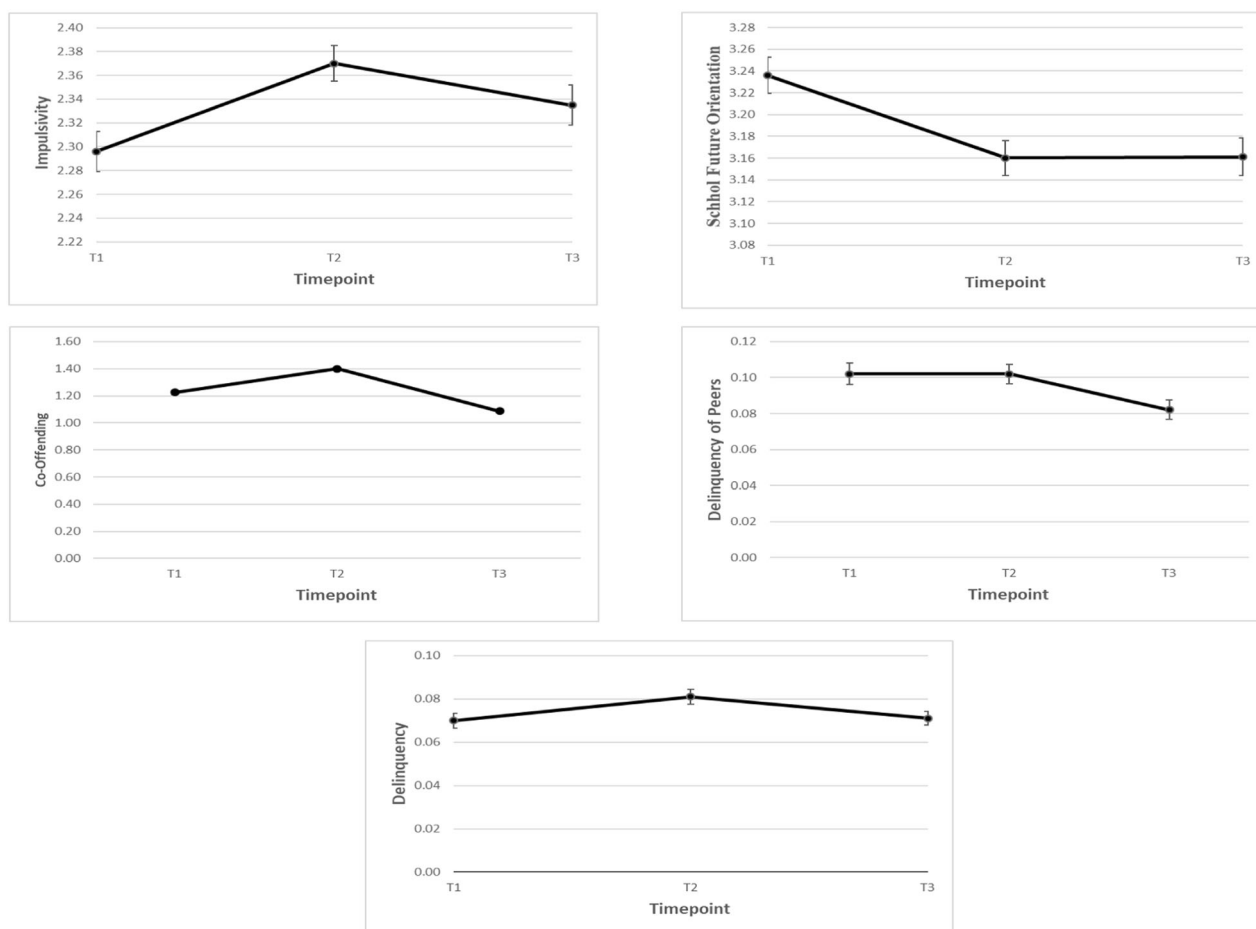 Impulsivity
2.40
2.38
2.36
2.34
2.32
2.30
2.28
2.26
2.24
2.22
T1 T2 T3
Timepoint
Schhol Future Orientation
3.28
3.26
3.24
3.22
3.20
3.18
3.16
3.14
3.12
3.10
3.08
T1 T2 T3
Timepoint
Co-Offending
1.60
1.40
1.20
1.00
0.80
0.60
0.40
0.20
0.00
T1 T2 T3
Timepoint
Delinquency of Peers
0.12
0.10
0.08
0.06
0.04
0.02
0.00
T1 T2 T3
Timepoint
Delinquency
0.10
0.08
0.06
0.04
0.02
0.00
T1 T2 T3
Timepoint